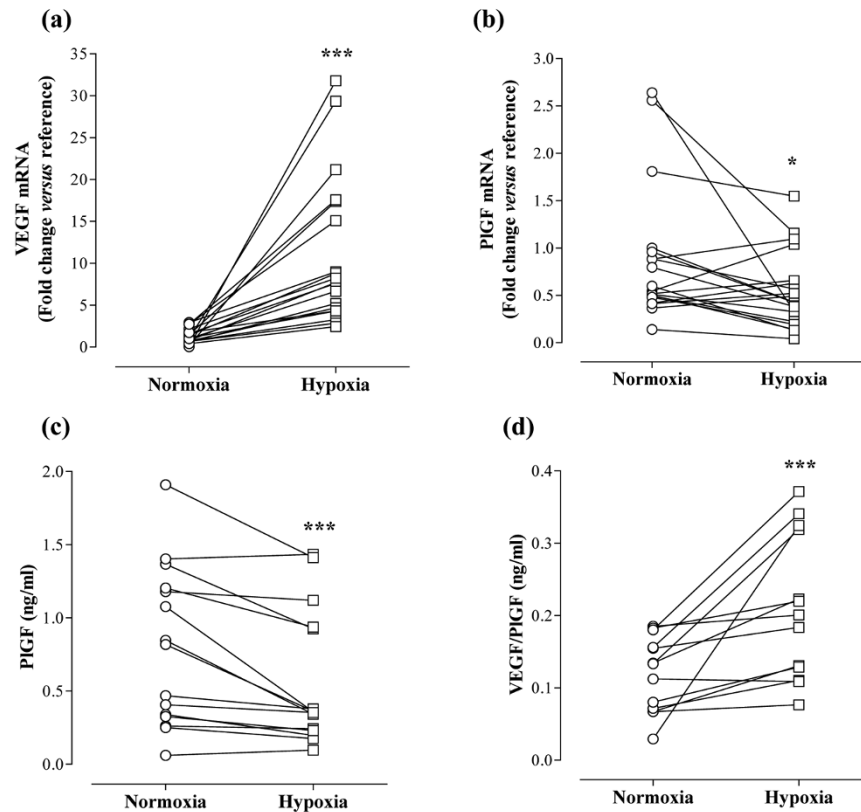 (a)
***
35
30
25
20
15
10
5
0
VEGF mRNA
(Fold change versus reference)
Normoxia Hypoxia
(b)
*
3.0
2.5
2.0
1.5
1.0
0.5
0.0
PlGF mRNA
(Fold change versus reference)
Normoxia Hypoxia
(c)
***
2.0
1.5
1.0
0.5
0.0
PlGF (ng/ml)
Normoxia Hypoxia
(d)
***
0.4
0.3
0.2
0.1
0.0
VEGF/PlGF (ng/ml)
Normoxia Hypoxia